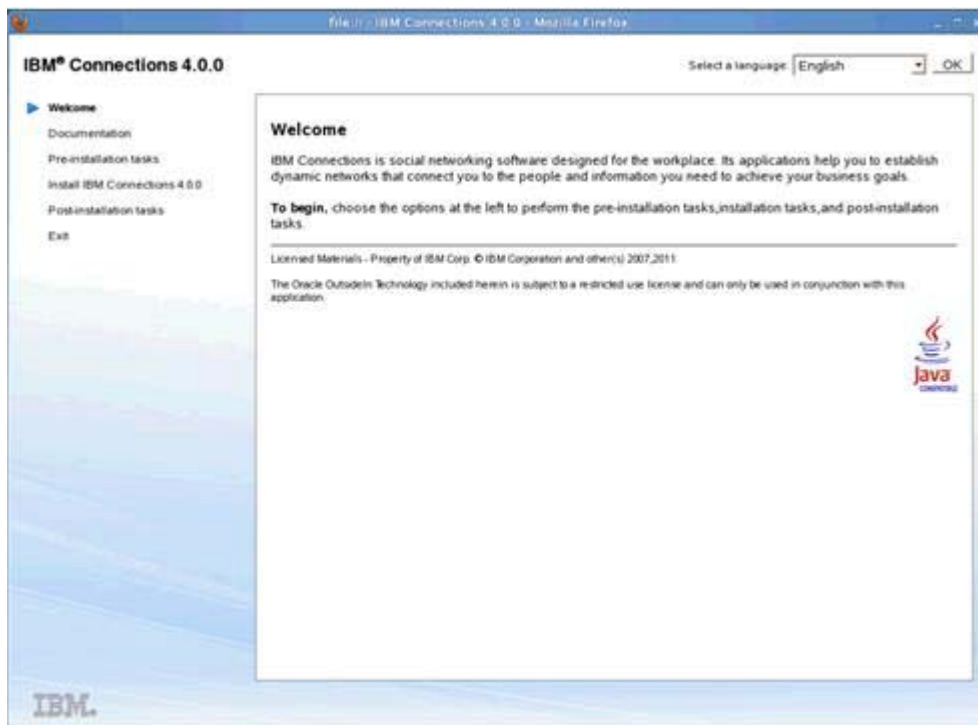 file:// - IBM Connections 4.0.0 - Mozilla Firefox
IBM® Connections 4.0.0
Select a language: English
OK
Welcome
Documentation
Pre-installation tasks
Install IBM Connections 4.0.0
Post-installation tasks
Exit
Welcome
IBM Connections is social networking software designed for the workplace. Its applications help you to establish
dynamic networks that connect you to the people and information you need to achieve your business goals.
To begin, choose the options at the left to perform the pre-installation tasks,installation tasks,and post-installation
tasks.
Licensed Materials - Property of IBM Corp. © IBM Corporation and other(s) 2007,2011
The Oracle OutsideIn Technology included herein is subject to a restricted use license and can only be used in conjunction with this
application.
Java
COMPATIBLE
IBM.